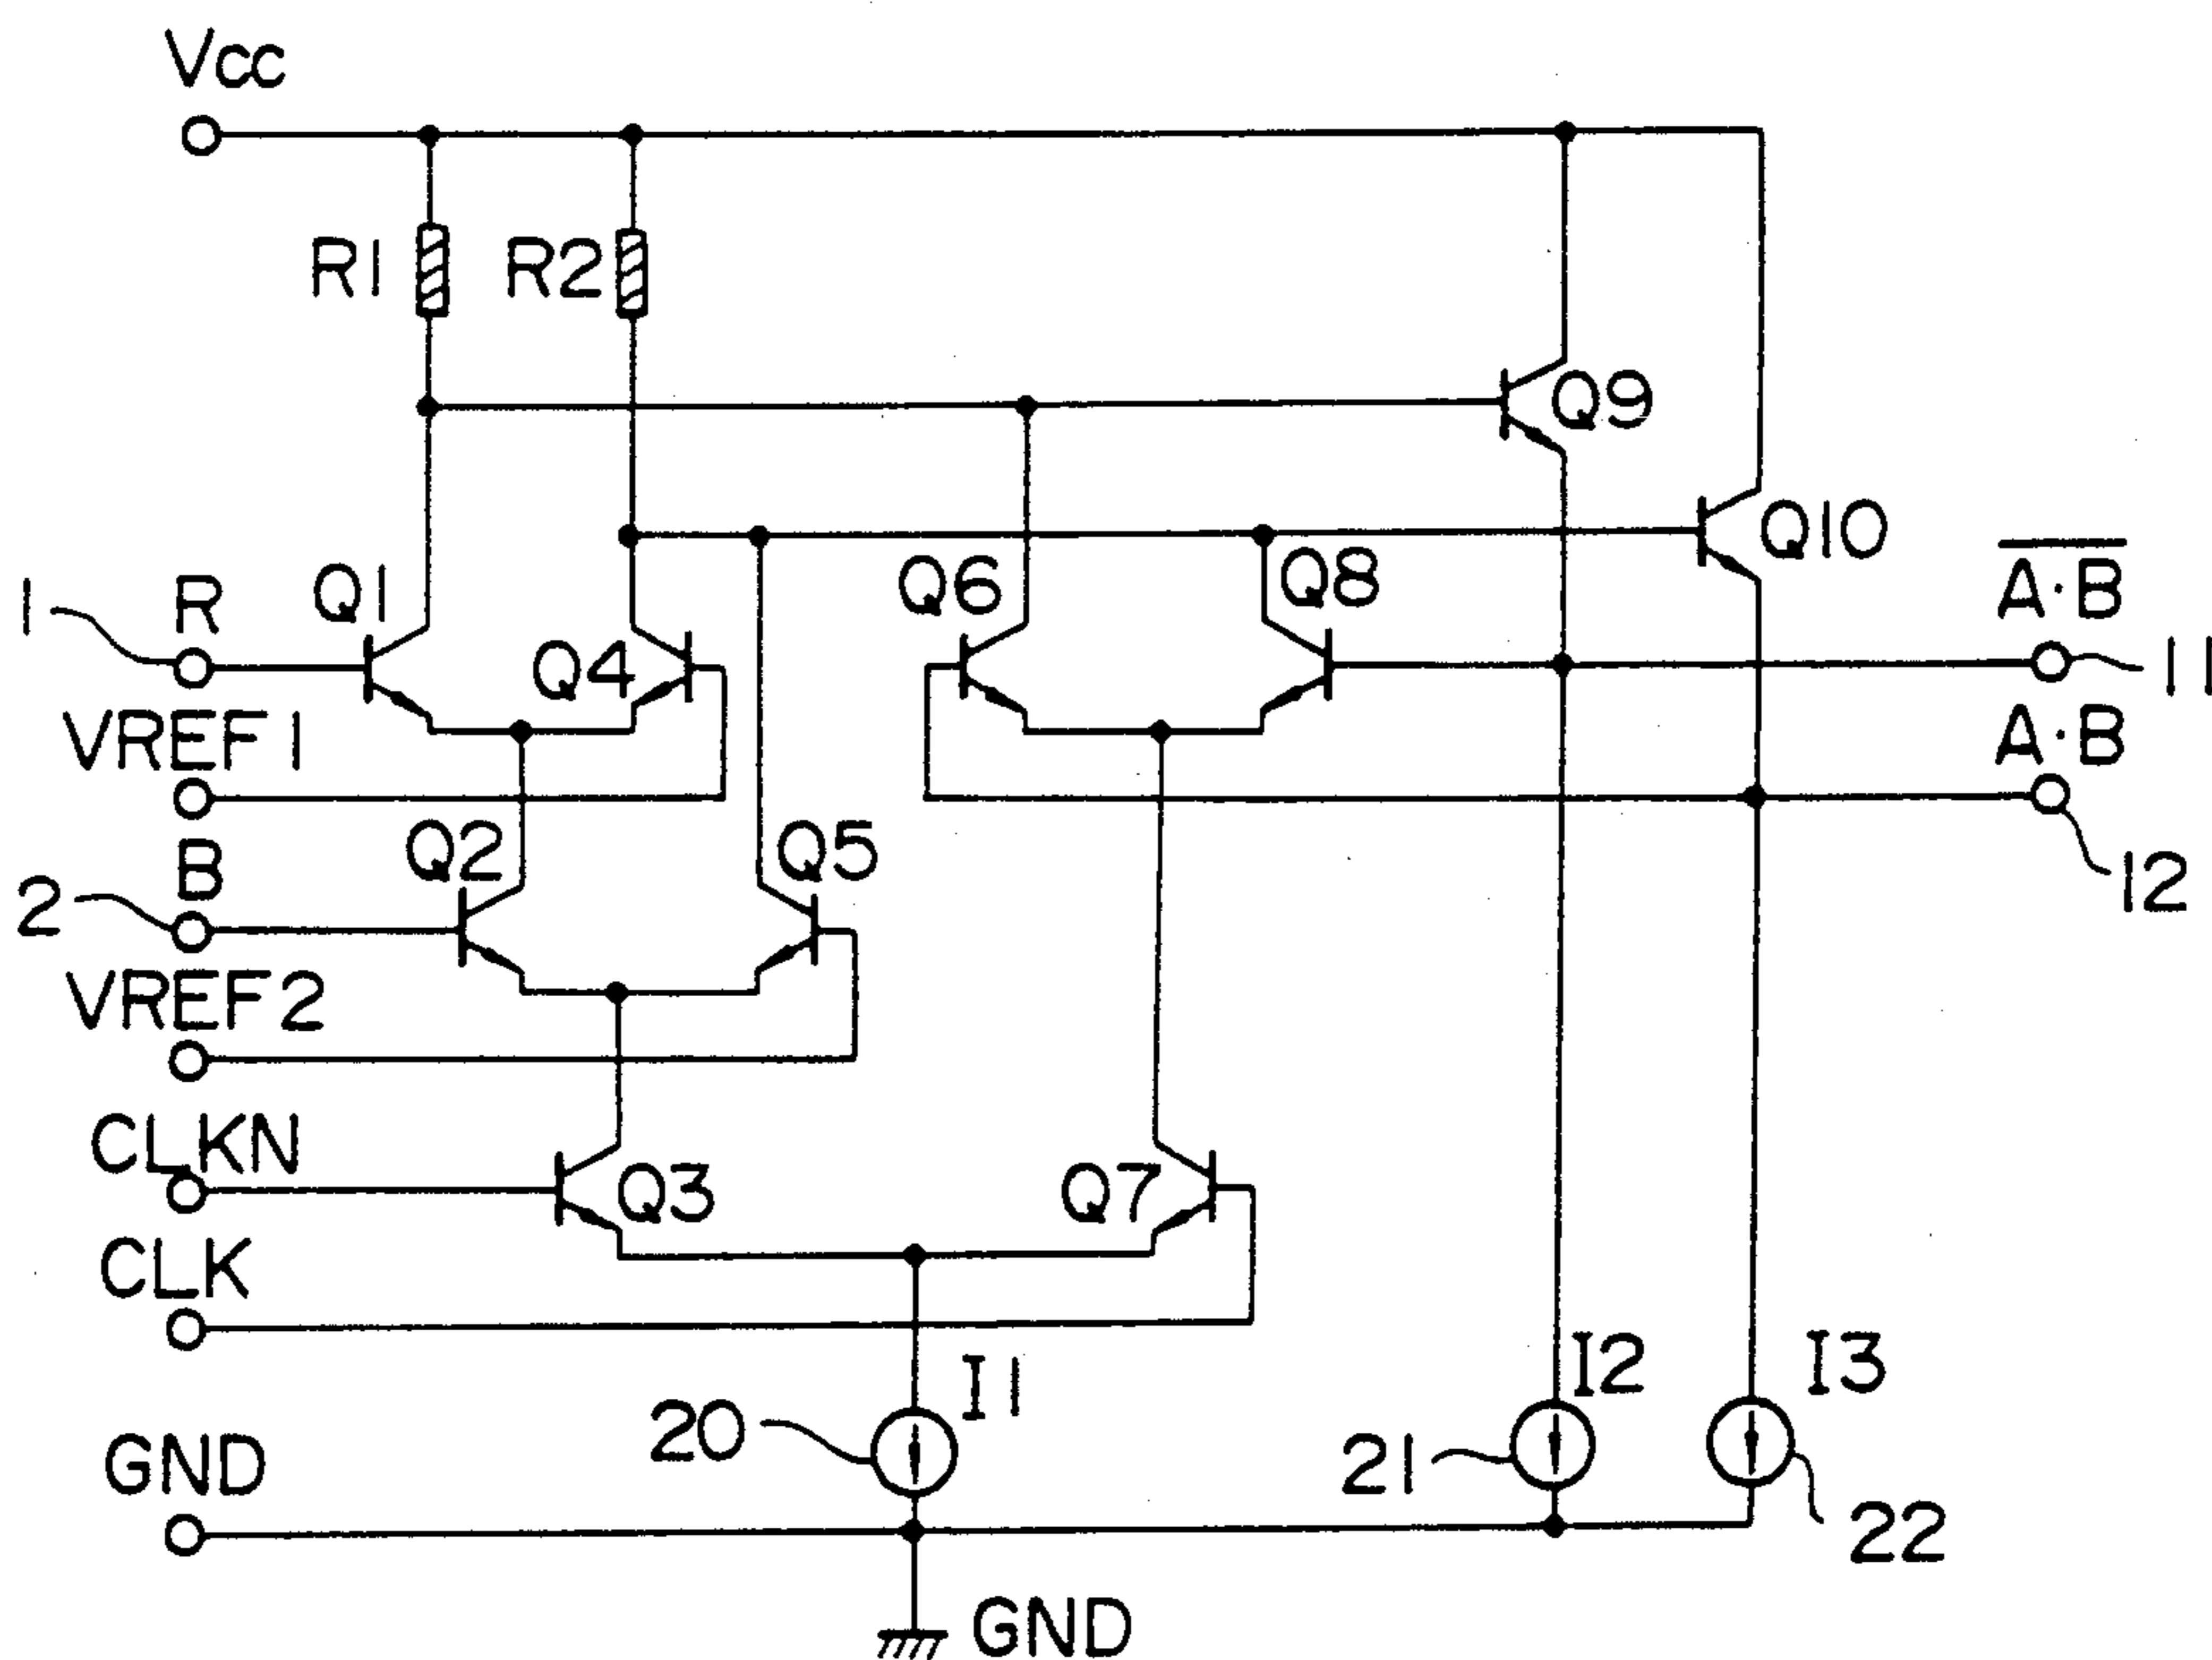 Vcc
R1
R2
Q9
Q10
A·B
1
R
Q1
Q4
Q6
Q8
11
VREF1
A·B
B
Q2
Q5
12
2
VREF2
CLKN
Q3
Q7
CLK
I1
I2
I3
20
21
GND
22
GND